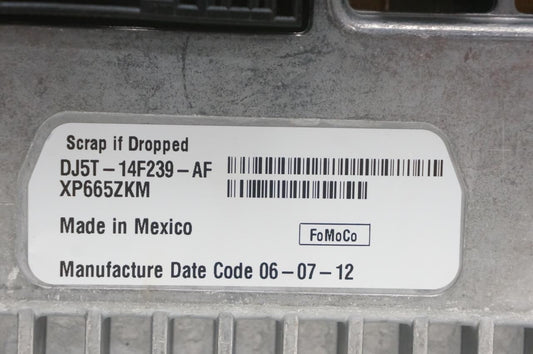 Scrap if Dropped
DJ5T-14F239-AF
XP665ZKM
Made in Mexico
FoMoCo
Manufacture Date Code 06-07-12